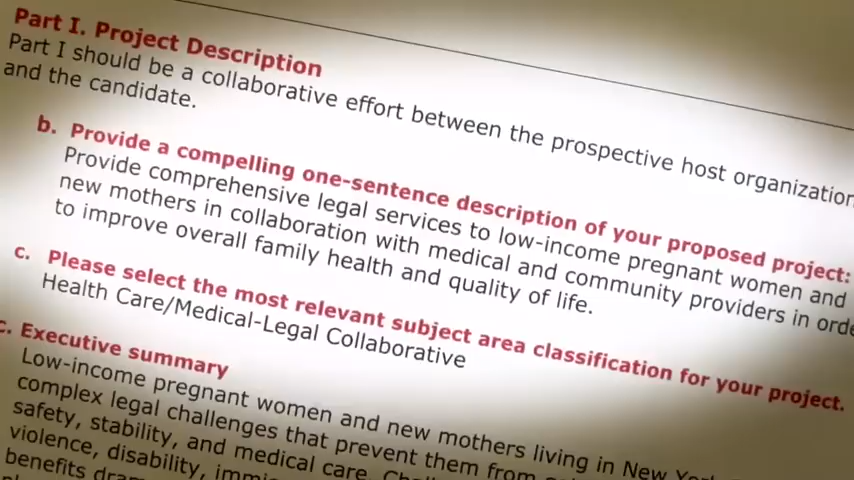 Part I. Project Description
Part I should be a collaborative effort between the prospective host organization
and the candidate.
b. Provide a compelling one-sentence description of your proposed project:
Provide comprehensive legal services to low-income pregnant women and
new mothers in collaboration with medical and community providers in orde
to improve overall family health and quality of life.
c. Please select the most relevant subject area classification for your project.
Health Care/Medical-Legal Collaborative
c. Executive summary
Low-income pregnant women and new mothers living in New
complex legal challenges that prevent them from
safety, stability, and medical care.
violence, disability,
benefits